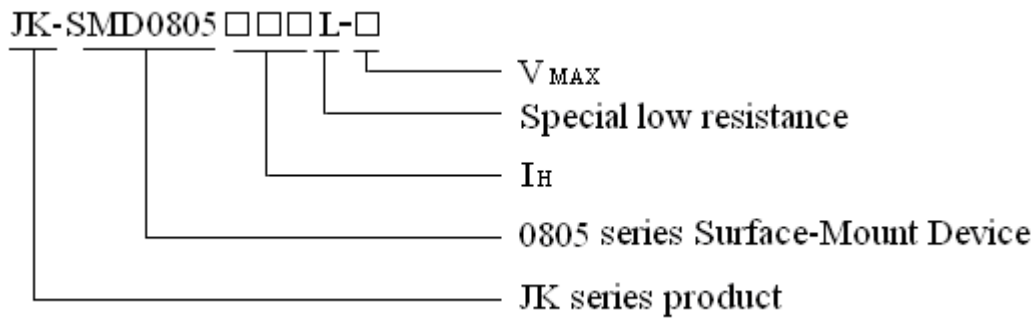 JK-SMD0805□□□L-□
VMAX
Special low resistance
IH
0805 series Surface-Mount Device
JK series product